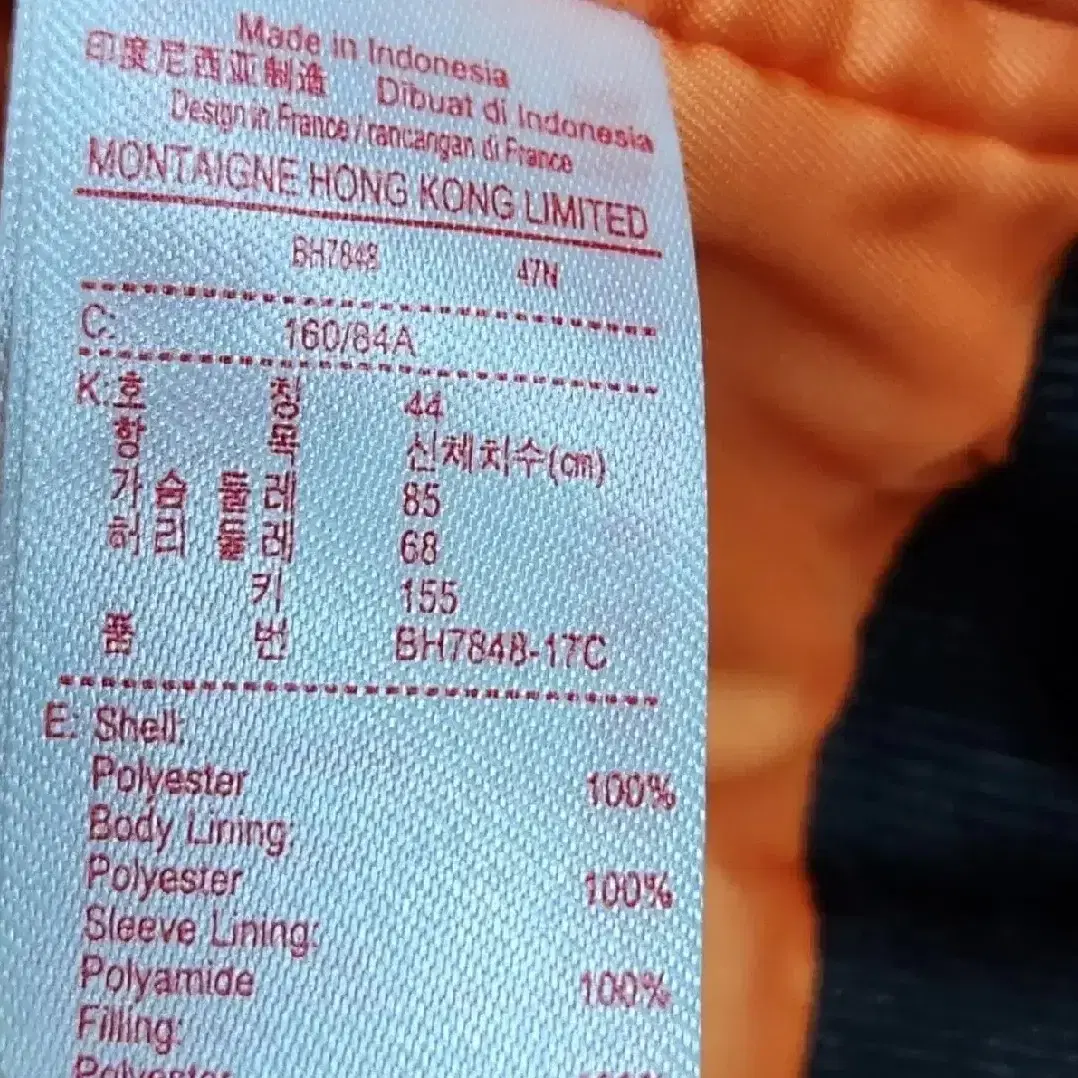 Made in Indonesia
印度尼西亚制造 Dibuat di Indonesia
Design in France / rancangan di France
MONTAIGNE HONG KONG LIMITED
BH7848 47N
C: 160/84A
K: 호 칭 44
항 목 신체치수(cm)
가 슴 둘 레 85
허 리 둘 레 68
키 155
품 번 BH7848-17C
E: Shell:
Polyester 100%
Body Lining:
Polyester 100%
Sleeve Lining:
Polyamide 100%
Filling:
Polyester